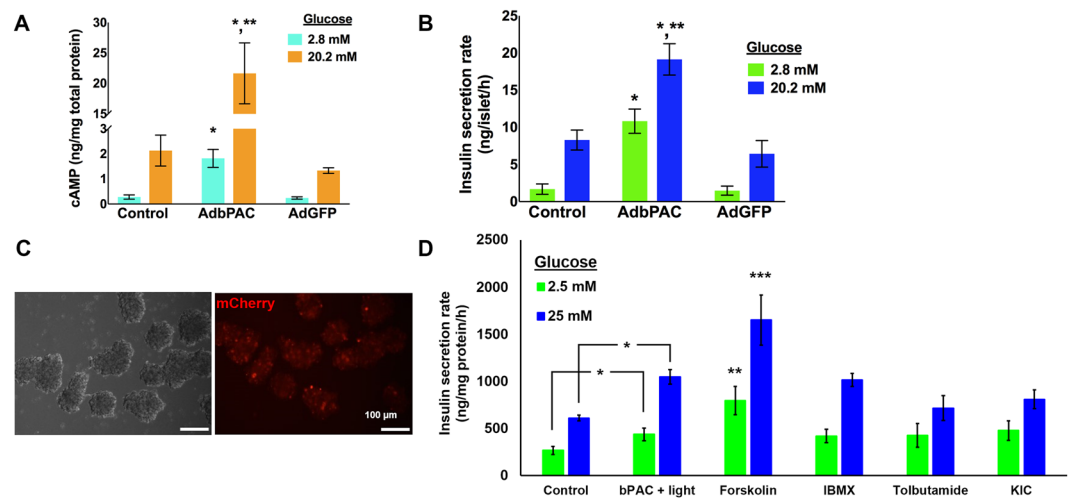 A
cAMP (ng/mg total protein)
30
25
20
15
3
2
1
0
Glucose
2.8 mM
20.2 mM
*
*,**
Control
AdbPAC
AdGFP
B
Insulin secretion rate
(ng/islet/h)
25
20
15
10
5
0
Glucose
2.8 mM
20.2 mM
*
*,**
Control
AdbPAC
AdGFP
C
mCherry
100 µm
D
Insulin secretion rate
(ng/mg protein/h)
2500
2000
1500
1000
500
0
Glucose
2.5 mM
25 mM
*
*
**
***
Control
bPAC + light
Forskolin
IBMX
Tolbutamide
KIC